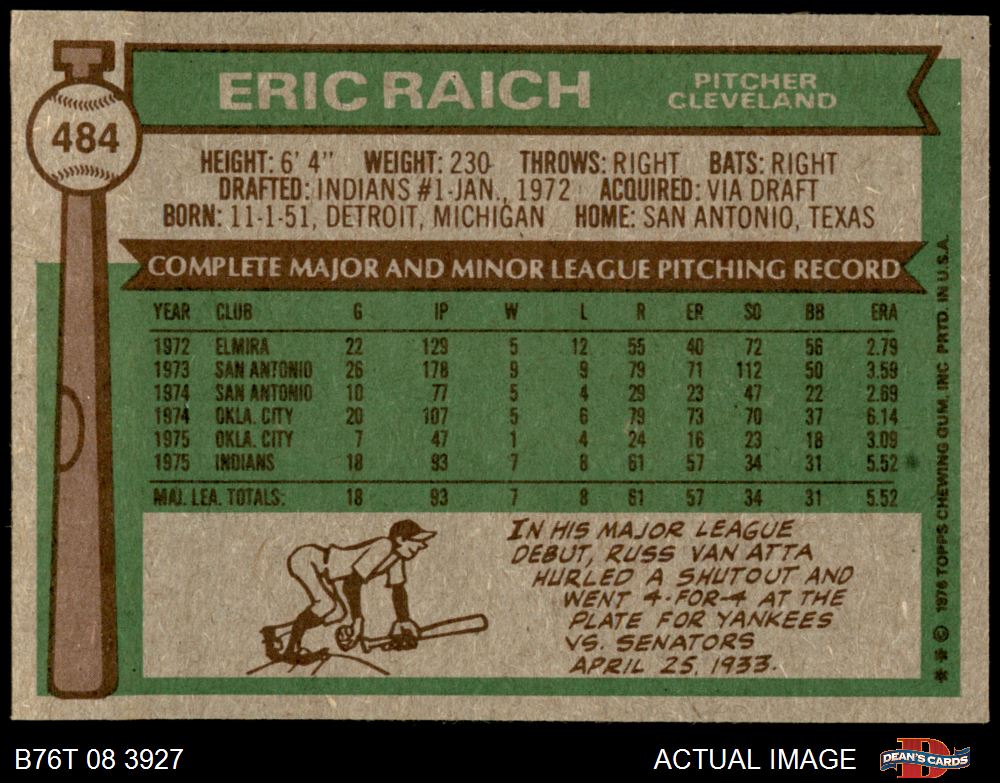 484
ERIC RAICH
PITCHER
CLEVELAND
HEIGHT: 6' 4" WEIGHT: 230 THROWS: RIGHT BATS: RIGHT
DRAFTED: INDIANS #1-JAN., 1972 ACQUIRED: VIA DRAFT
BORN: 11-1-51, DETROIT, MICHIGAN HOME: SAN ANTONIO, TEXAS
COMPLETE MAJOR AND MINOR LEAGUE PITCHING RECORD
YEAR CLUB G IP W L R ER SO BB ERA
1972 ELMIRA 22 129 5 12 55 40 72 56 2.79
1973 SAN ANTONIO 26 178 9 9 79 71 112 50 3.59
1974 SAN ANTONIO 10 77 5 4 29 23 47 22 2.69
1974 OKLA. CITY 20 107 5 6 79 73 70 37 6.14
1975 OKLA. CITY 7 47 1 4 24 16 23 18 3.09
1975 INDIANS 18 93 7 8 61 57 34 31 5.52
MAJ. LEA. TOTALS: 18 93 7 8 61 57 34 31 5.52
IN HIS MAJOR LEAGUE
DEBUT, RUSS VAN ATTA
HURLED A SHUTOUT AND
WENT 4-FOR-4 AT THE
PLATE FOR YANKEES
VS. SENATORS
APRIL 25, 1933.
** © 1976 TOPPS CHEWING GUM, INC PRTD. IN U.S.A.
B76T 08 3927
ACTUAL IMAGE
DEAN'S CARDS